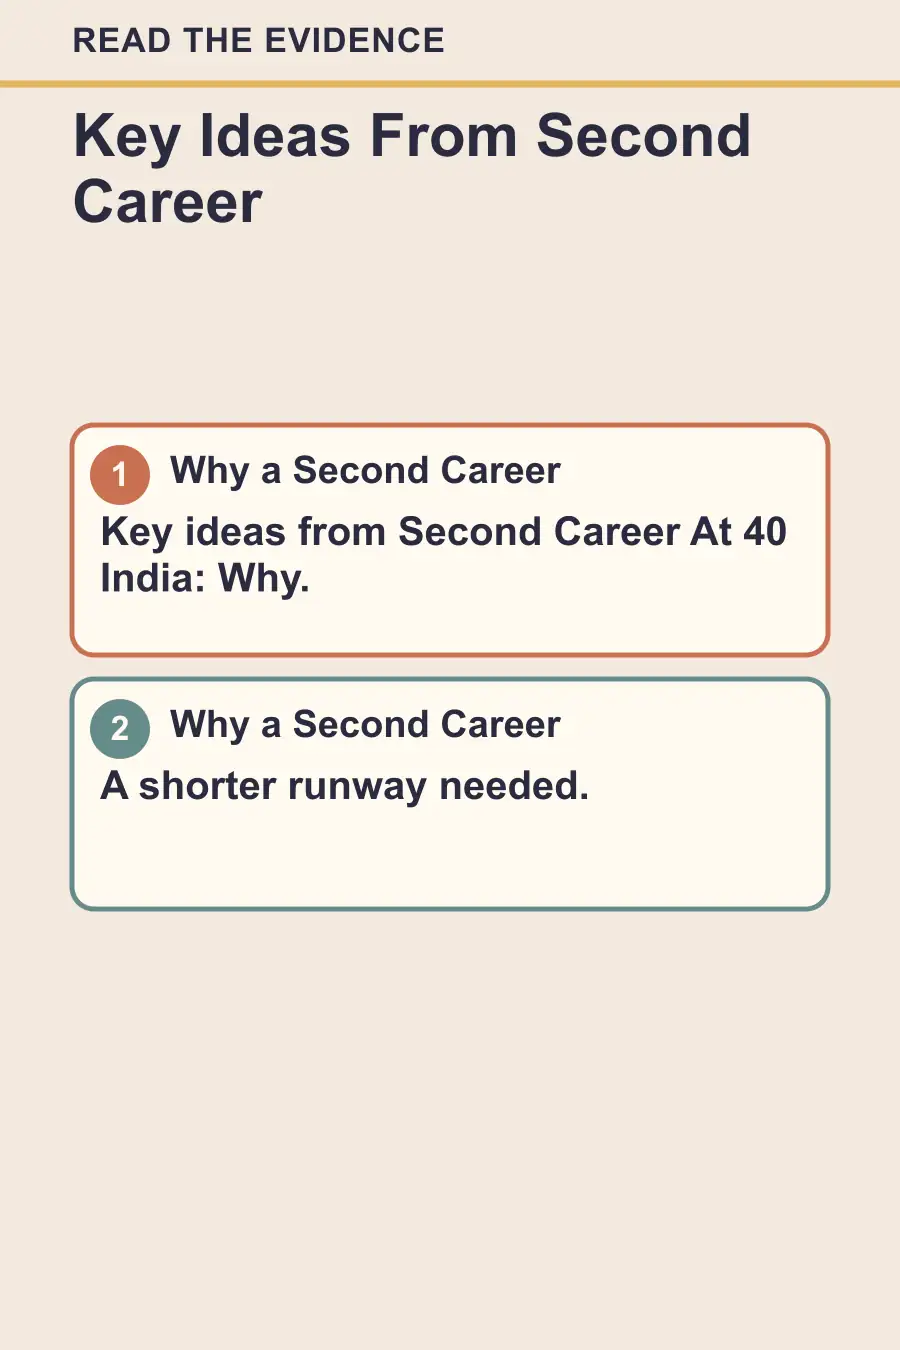 READ THE EVIDENCE
Key Ideas From Second
Career
1 Why a Second Career
Key ideas from Second Career At 40
India: Why.
2 Why a Second Career
A shorter runway needed.